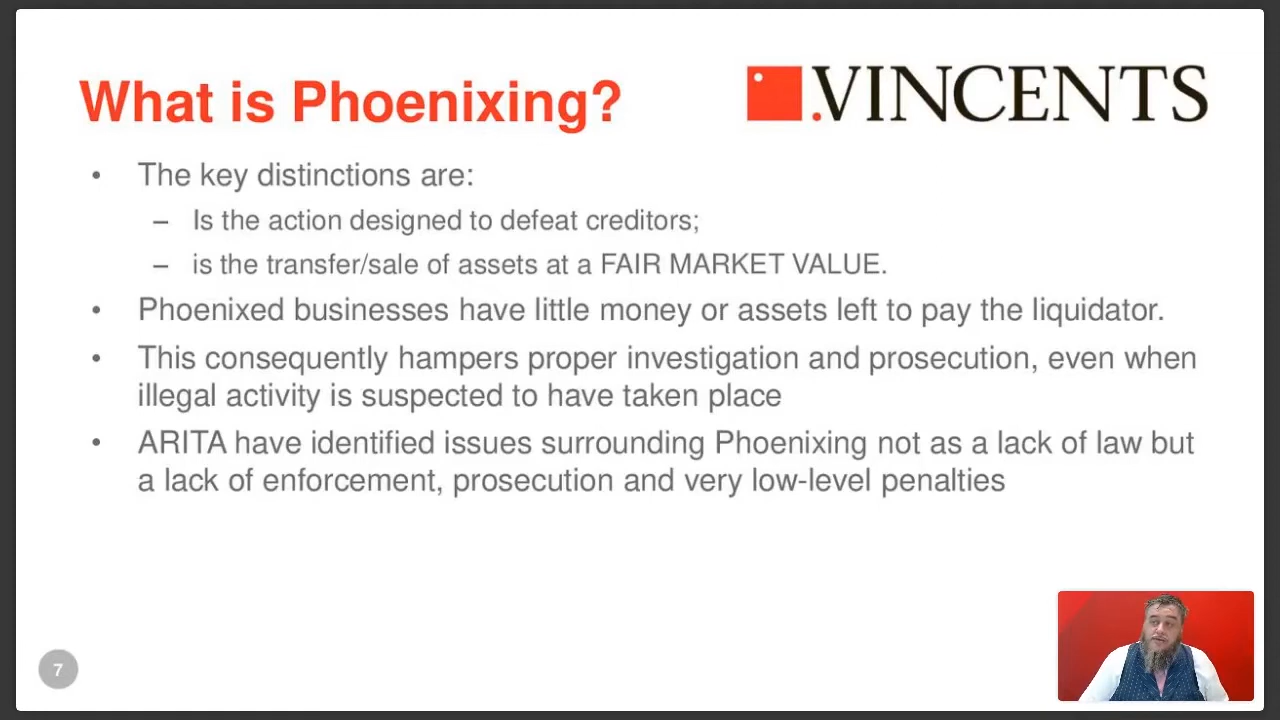 What is Phoenixing?
.VINCENTS
• The key distinctions are:
– Is the action designed to defeat creditors;
– is the transfer/sale of assets at a FAIR MARKET VALUE.
• Phoenixed businesses have little money or assets left to pay the liquidator.
• This consequently hampers proper investigation and prosecution, even when
illegal activity is suspected to have taken place
• ARITA have identified issues surrounding Phoenixing not as a lack of law but
a lack of enforcement, prosecution and very low-level penalties
7